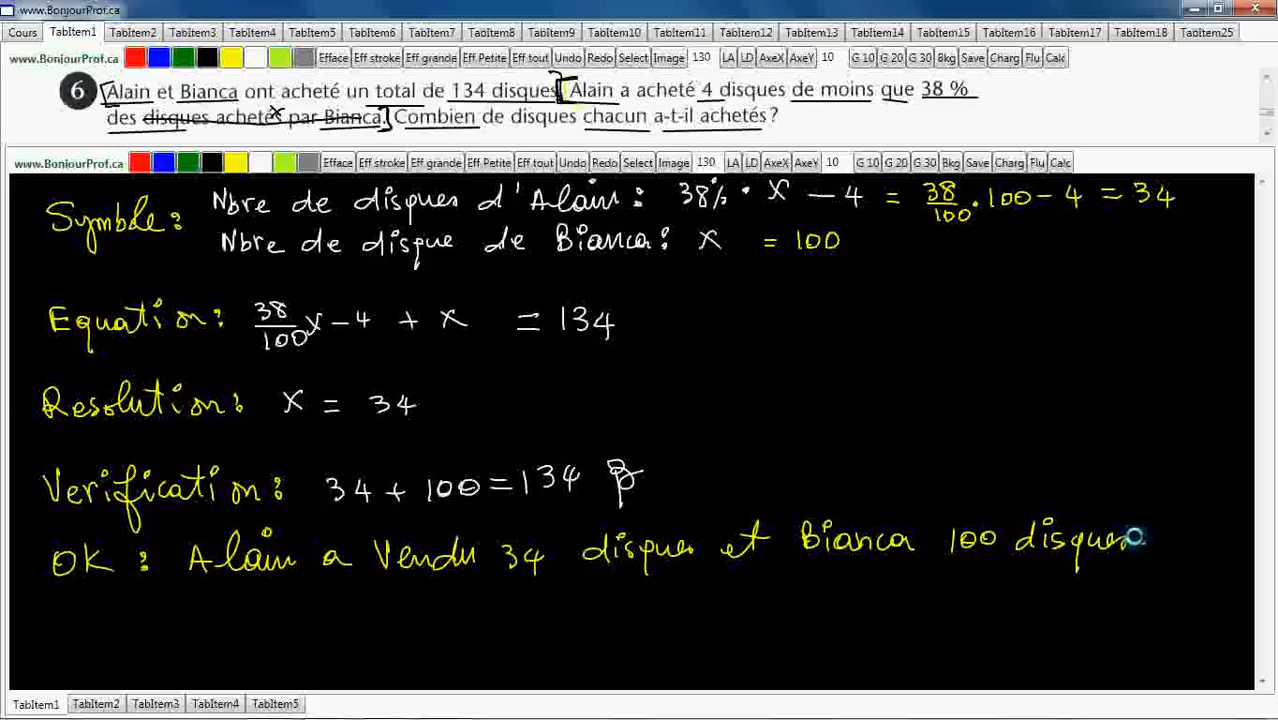 www.BonjourProf.ca
Cours TabItem1 TabItem2 TabItem3 TabItem4 TabItem5 TabItem6 TabItem7 TabItem8 TabItem9 TabItem10 TabItem11 TabItem12 TabItem13 TabItem14 TabItem15 TabItem16 TabItem17 TabItem18 TabItem25
www.BonjourProf.ca Efface Eff stroke Eff grande Eff Petite Eff tout Undo Redo Select Image 130 LA LD AxeX AxeY 10 G 10 G 20 G 30 Bkg Save Charg Flu Calc
6 Alain et Bianca ont acheté un total de 134 disques. Alain a acheté 4 disques de moins que 38 %
des disques achetés par Bianca. Combien de disques chacun a-t-il achetés ?
www.BonjourProf.ca Efface Eff stroke Eff grande Eff Petite Eff tout Undo Redo Select Image 130 LD AxeX AxeY 10 G 10 G 20 G 30 Bkg Save Charg Flu Calc
Symbole : Nbre de disques d'Alain : 38% · x - 4 = 38/100 · 100 - 4 = 34
Nbre de disque de Bianca : x = 100
Equation : 38/100 x - 4 + x = 134
Resolution : x = 34
Verification : 34 + 100 = 134
OK : Alain a Vendu 34 disques et Bianca 100 disques
TabItem1 TabItem2 TabItem3 TabItem4 TabItem5